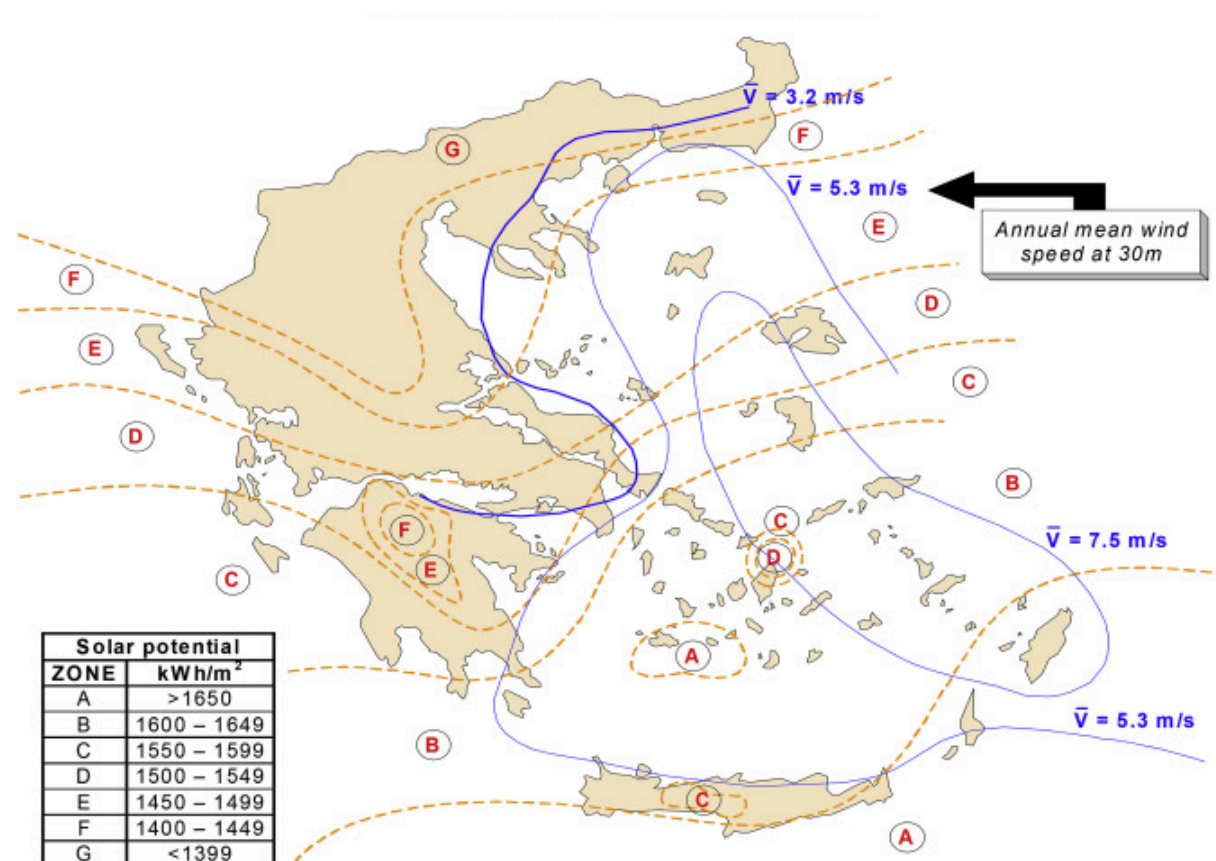 V̄ = 3.2 m/s
F
G
V̄ = 5.3 m/s
Annual mean wind
speed at 30m
E
F
D
E
C
D
B
C
F
D
V̄ = 7.5 m/s
E
C
A
V̄ = 5.3 m/s
B
C
A
Solar potential
ZONE kWh/m²
A >1650
B 1600 – 1649
C 1550 – 1599
D 1500 – 1549
E 1450 – 1499
F 1400 – 1449
G <1399